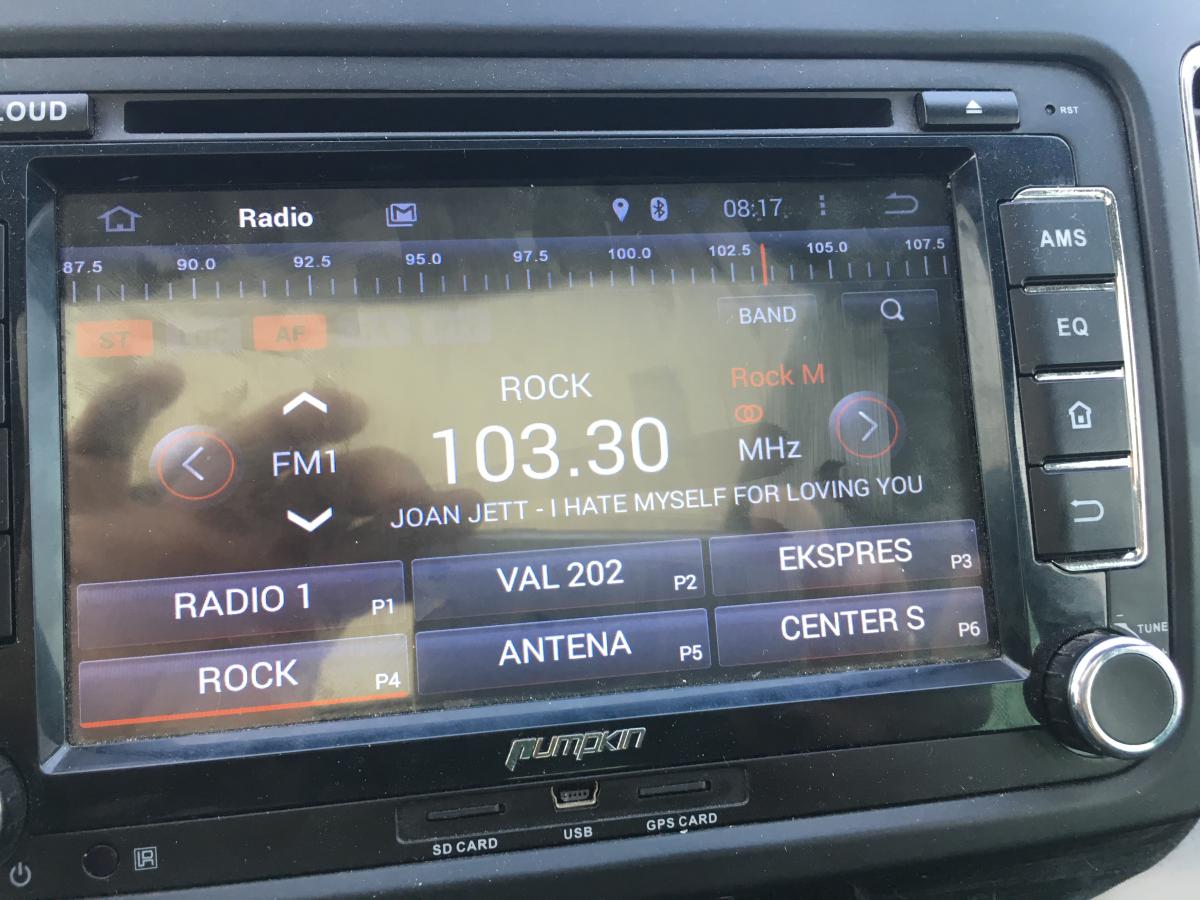 LOUD
RST
Radio 08:17
87.5 90.0 92.5 95.0 97.5 100.0 102.5 105.0 107.5
ST LOC AF
BAND
ROCK
Rock M
FM1
103.30
MHz
JOAN JETT - I HATE MYSELF FOR LOVING YOU
RADIO 1 P1
VAL 202 P2
EKSPRES P3
ROCK P4
ANTENA P5
CENTER S P6
AMS
EQ
TUNE
PUMPKIN
SD CARD
USB
GPS CARD
IR